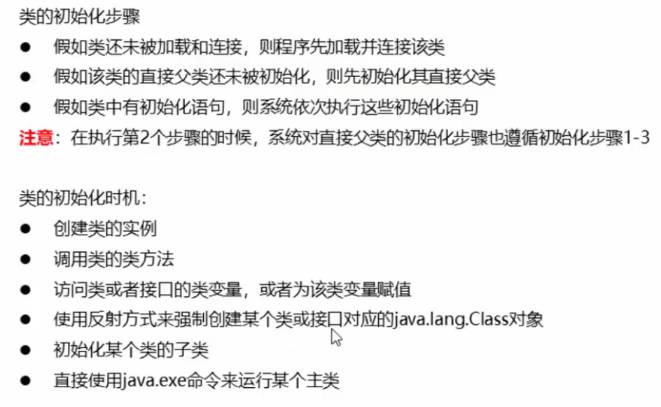 类的初始化步骤
● 假如类还未被加载和连接，则程序先加载并连接该类
● 假如该类的直接父类还未被初始化，则先初始化其直接父类
● 假如类中有初始化语句，则系统依次执行这些初始化语句
注意：在执行第2个步骤的时候，系统对直接父类的初始化步骤也遵循初始化步骤1-3
类的初始化时机：
● 创建类的实例
● 调用类的类方法
● 访问类或者接口的类变量，或者为该类变量赋值
● 使用反射方式来强制创建某个类或接口对应的java.lang.Class对象
● 初始化某个类的子类
● 直接使用java.exe命令来运行某个主类